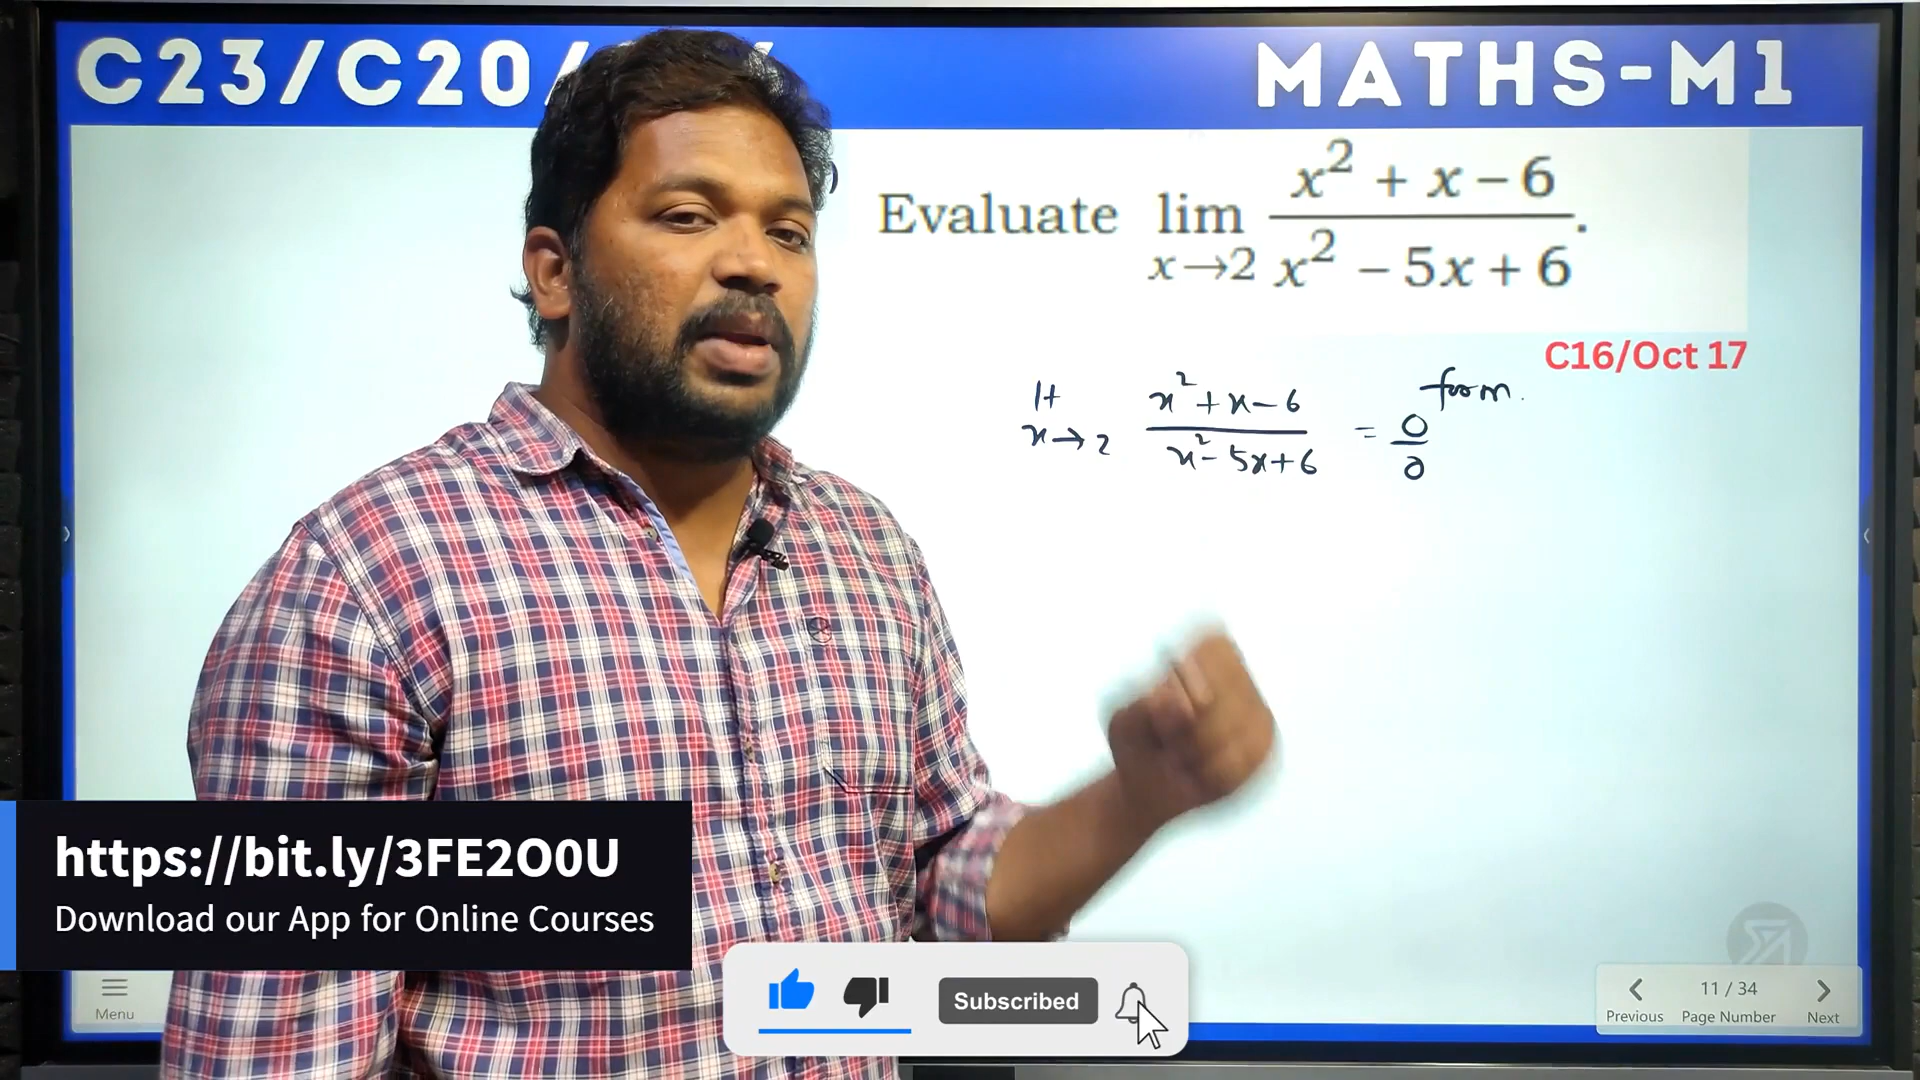 C23/C20/
MATHS-M1
Evaluate lim x→2 x² + x – 6 / x² – 5x + 6 .
C16/Oct 17
lt x→2 x²+x–6 / x²–5x+6 = 0/0 form.
https://bit.ly/3FE2O0U
Download our App for Online Courses
Menu
Subscribed
11 / 34
Previous Page Number Next